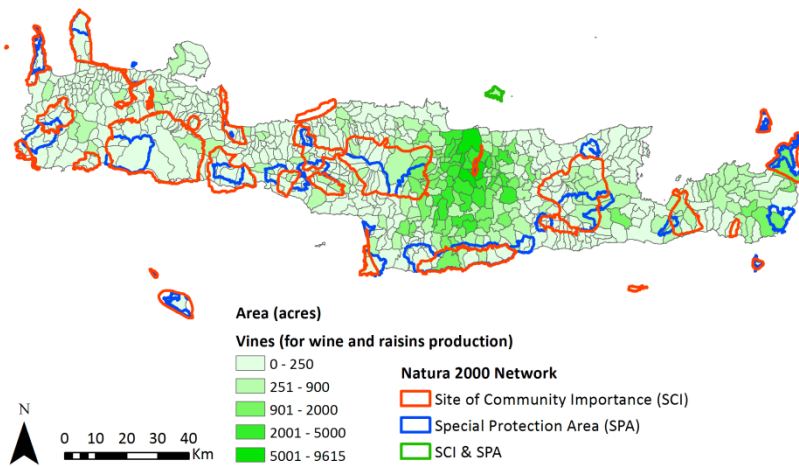 Area (acres)
Vines (for wine and raisins production)
0 - 250
251 - 900
901 - 2000
2001 - 5000
5001 - 9615
Natura 2000 Network
Site of Community Importance (SCI)
Special Protection Area (SPA)
SCI & SPA
N
0 10 20 30 40
Km